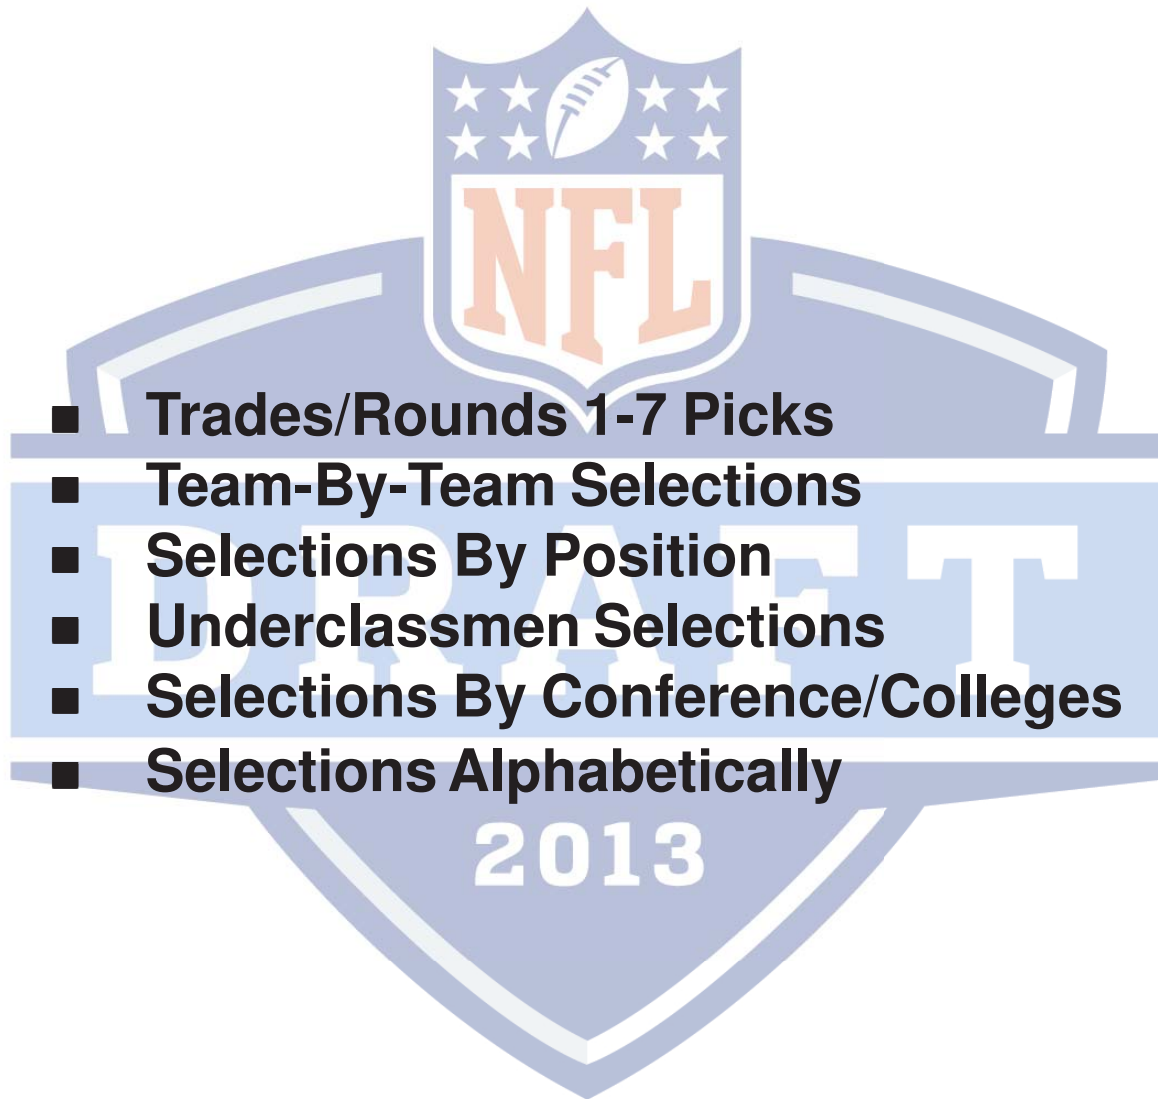 NFL
■ Trades/Rounds 1-7 Picks
■ Team-By-Team Selections
■ Selections By Position
■ Underclassmen Selections
■ Selections By Conference/Colleges
■ Selections Alphabetically
DRAFT
2013